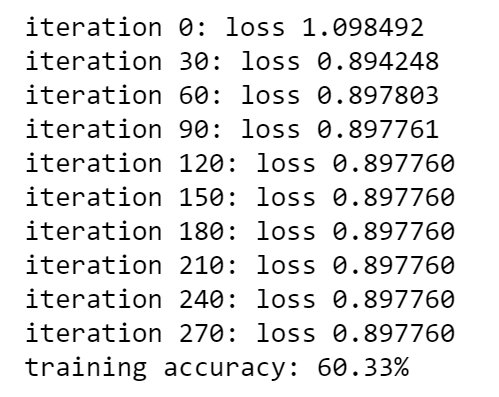 iteration 0: loss 1.098492
iteration 30: loss 0.894248
iteration 60: loss 0.897803
iteration 90: loss 0.897761
iteration 120: loss 0.897760
iteration 150: loss 0.897760
iteration 180: loss 0.897760
iteration 210: loss 0.897760
iteration 240: loss 0.897760
iteration 270: loss 0.897760
training accuracy: 60.33%